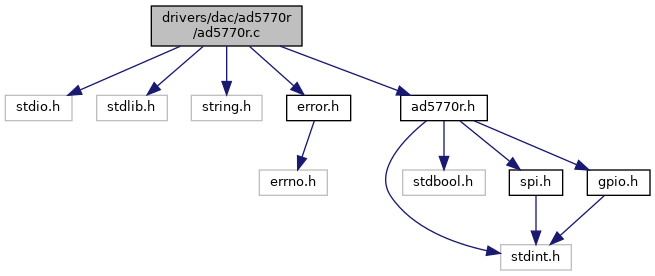 drivers/dac/ad5770r
/ad5770r.c
stdio.h
stdlib.h
string.h
error.h
ad5770r.h
errno.h
stdbool.h
spi.h
gpio.h
stdint.h